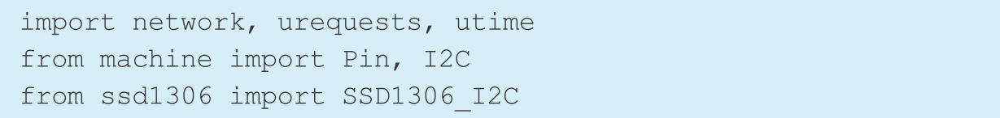 import network, urequests, utime
from machine import Pin, I2C
from ssd1306 import SSD1306_I2C